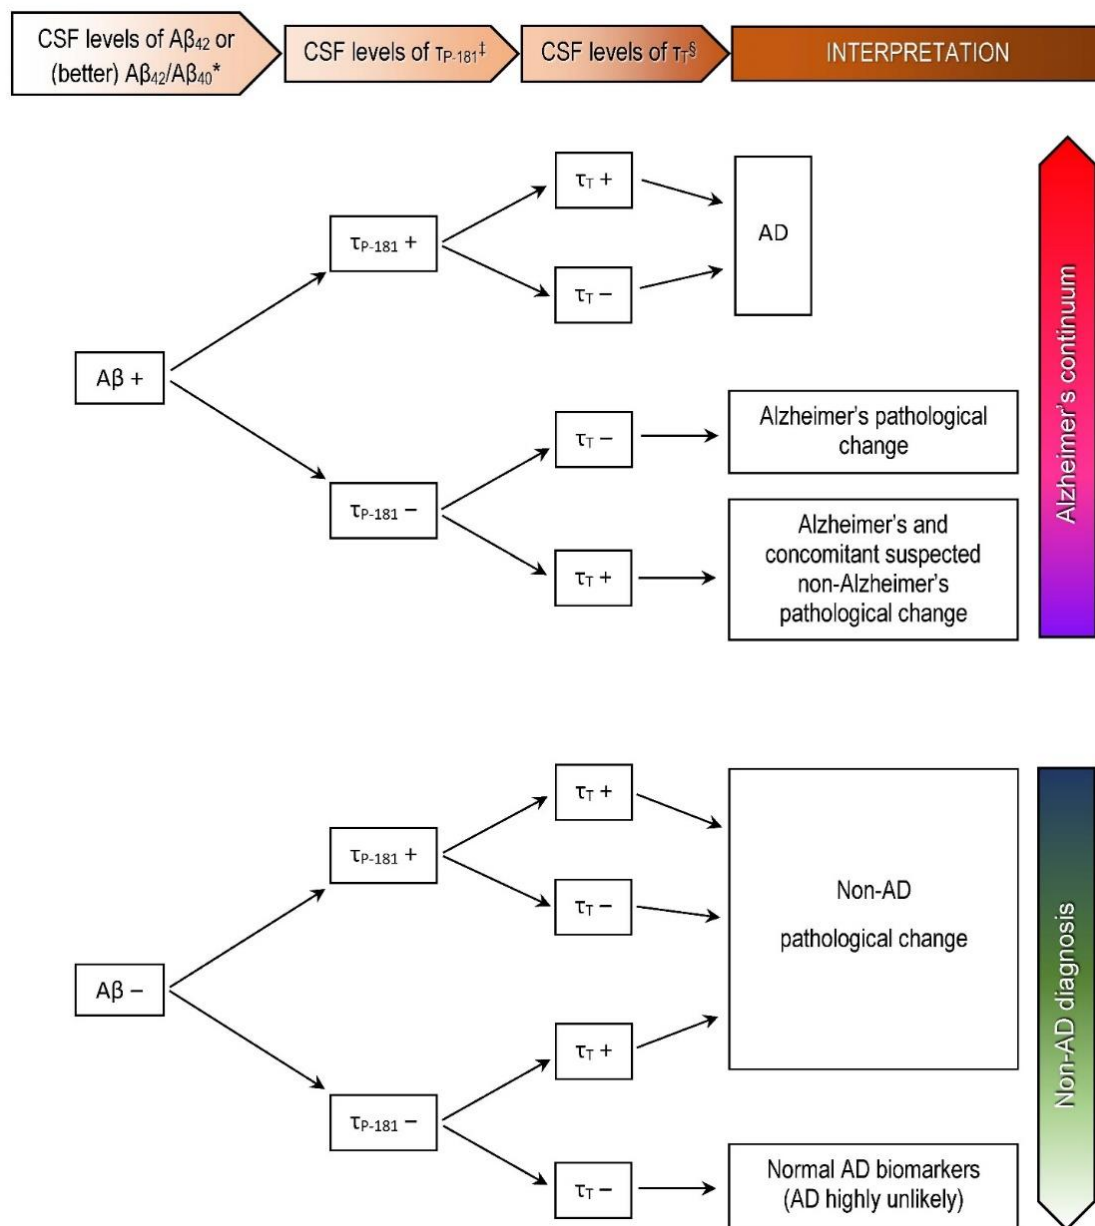 CSF levels of Aβ₄₂ or
(better) Aβ₄₂/Aβ₄₀*
CSF levels of τP-181‡
CSF levels of τT§
INTERPRETATION
τT +
τP-181 +
AD
τT −
Aβ +
τT −
Alzheimer’s pathological
change
τP-181 −
τT +
Alzheimer’s and
concomitant suspected
non-Alzheimer’s
pathological change
Alzheimer’s continuum
τT +
τP-181 +
τT −
Non-AD
pathological change
Aβ −
τT +
τP-181 −
τT −
Normal AD biomarkers
(AD highly unlikely)
Non-AD diagnosis